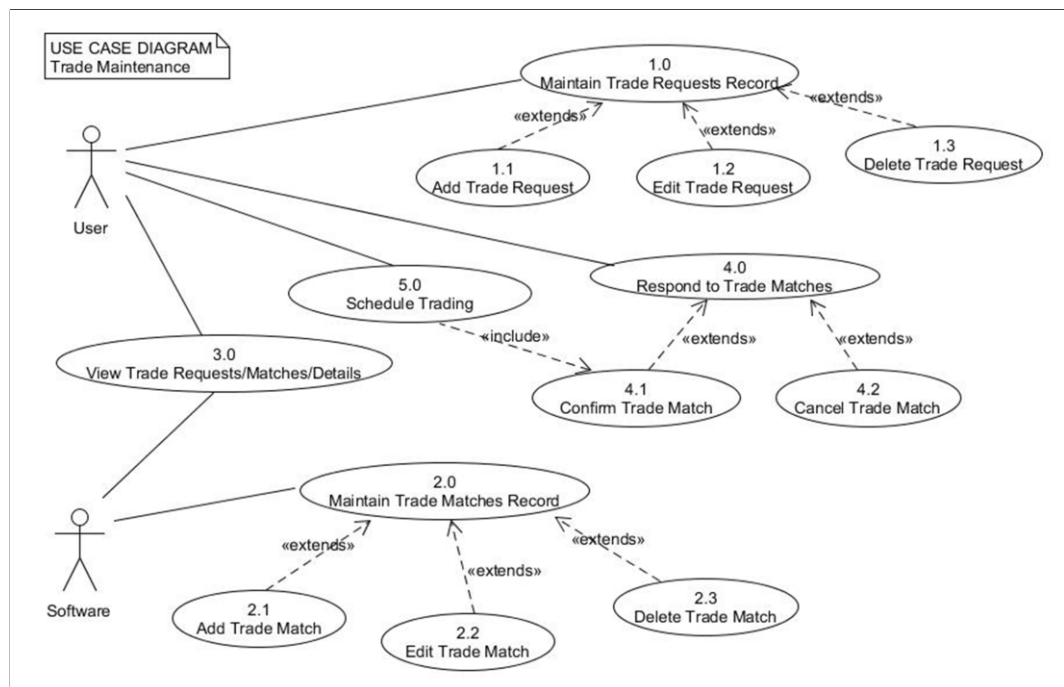 USE CASE DIAGRAM
Trade Maintenance
1.0
Maintain Trade Requests Record
«extends»
«extends»
«extends»
1.1
Add Trade Request
1.2
Edit Trade Request
1.3
Delete Trade Request
User
5.0
Schedule Trading
4.0
Respond to Trade Matches
«include»
«extends»
«extends»
3.0
View Trade Requests/Matches/Details
4.1
Confirm Trade Match
4.2
Cancel Trade Match
2.0
Maintain Trade Matches Record
«extends»
«extends»
«extends»
Software
2.1
Add Trade Match
2.2
Edit Trade Match
2.3
Delete Trade Match